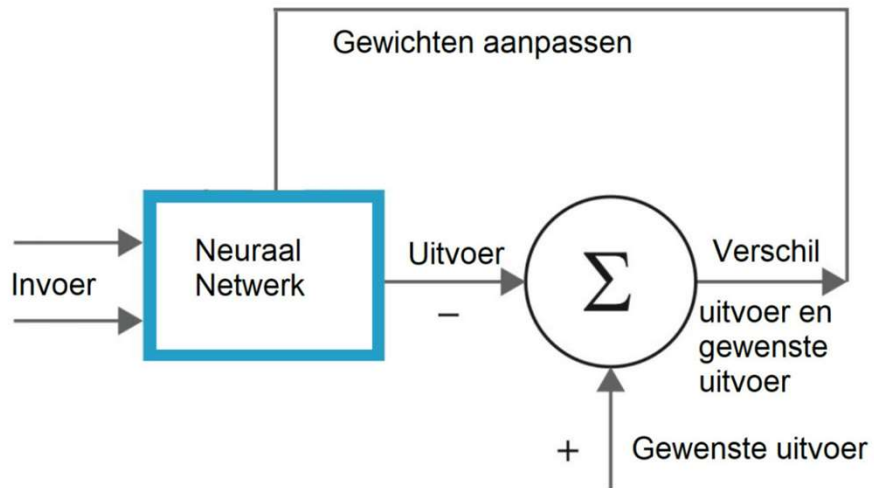 Gewichten aanpassen
Invoer
Neuraal
Netwerk
Uitvoer
−
Σ
Verschil
uitvoer en
gewenste
uitvoer
+
Gewenste uitvoer